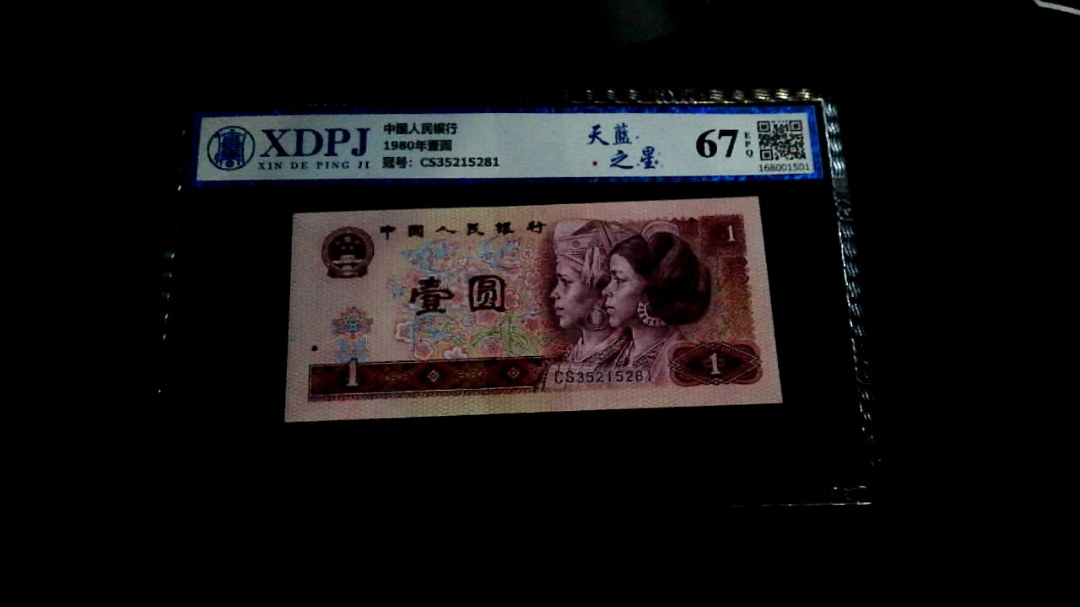 XDPJ
XIN DE PING JI
中国人民银行
1980年壹圆
冠号：CS35215281
天蓝
之星
67
EPQ
168001501
中国人民银行
壹圆
1
1
CS35215281
1